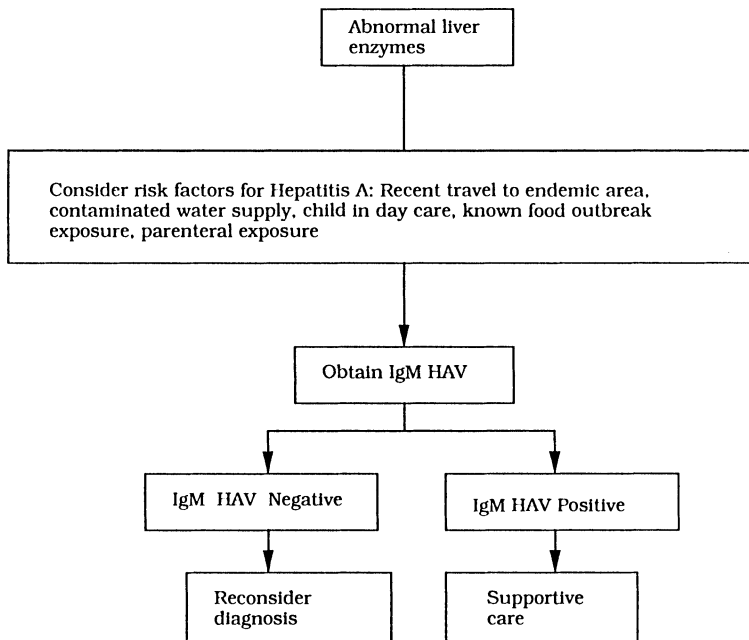 Abnormal liver
enzymes
Consider risk factors for Hepatitis A: Recent travel to endemic area,
contaminated water supply, child in day care, known food outbreak
exposure, parenteral exposure
Obtain IgM HAV
IgM HAV Negative
IgM HAV Positive
Reconsider
diagnosis
Supportive
care